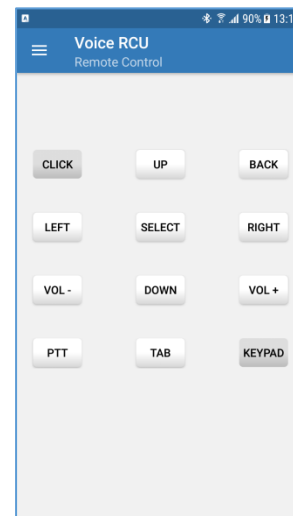 90% 13:1
Voice RCU
Remote Control
CLICK UP BACK
LEFT SELECT RIGHT
VOL - DOWN VOL +
PTT TAB KEYPAD